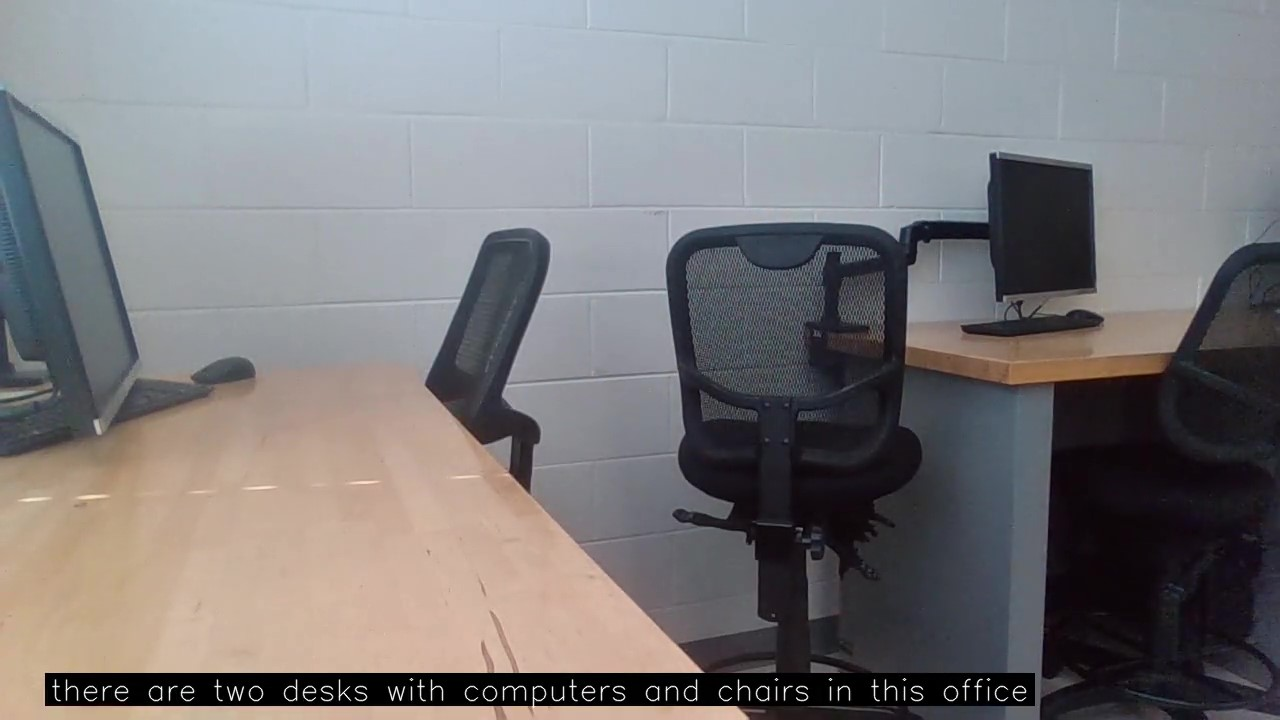 there are two desks with computers and chairs in this office